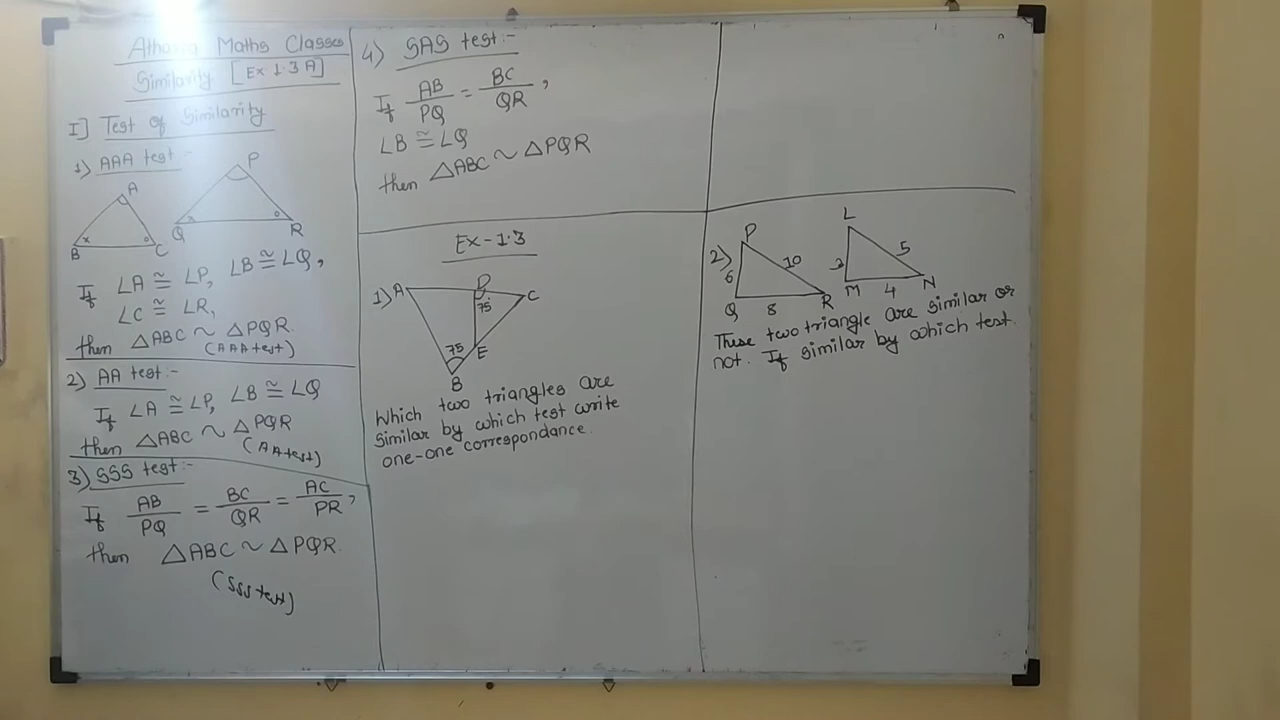 Atharva Maths Classes
Similarity [Ex 1.3 A]
I] Test of Similarity
1) AAA test :-
A
B
C
P
Q
R
If ∠A ≅ ∠P, ∠B ≅ ∠Q,
∠C ≅ ∠R,
then △ABC ~ △PQR.
(AAA test)
2) AA test :-
If ∠A ≅ ∠P, ∠B ≅ ∠Q
then △ABC ~ △PQR
(AA test)
3) SSS test :-
If AB/PQ = BC/QR = AC/PR,
then △ABC ~ △PQR.
(SSS test)
4) SAS test :-
If AB/PQ = BC/QR,
∠B ≅ ∠Q
then △ABC ~ △PQR
Ex - 1.3
1) A
D
C
75
75
E
B
Which two triangles are
similar by which test write
one-one correspondance.
2) P
6
10
Q
8
R
L
5
M
4
N
These two triangle are similar or
not. If similar by which test.